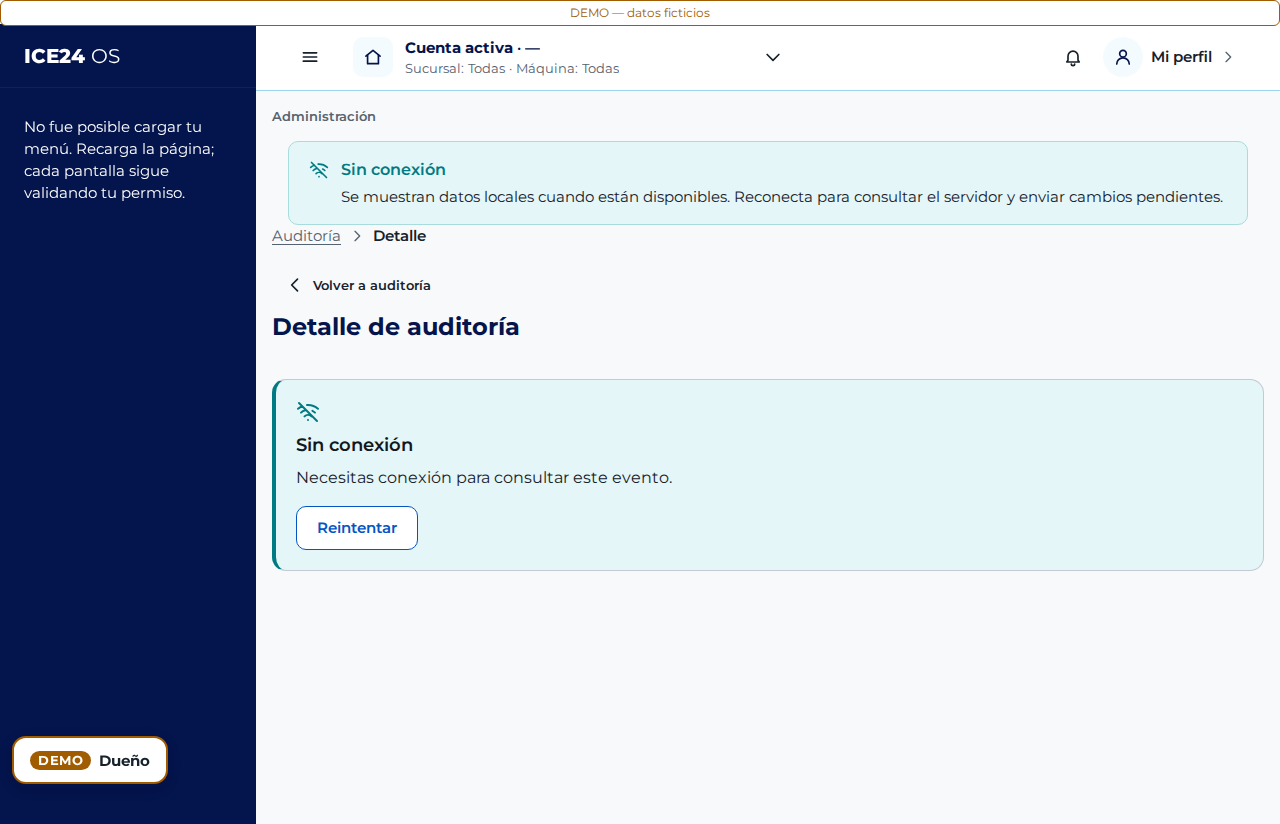 DEMO — datos ficticios
ICE24 OS
Cuenta activa · —
Sucursal: Todas · Máquina: Todas
Mi perfil
No fue posible cargar tu
menú. Recarga la página;
cada pantalla sigue
validando tu permiso.
Administración
Sin conexión
Se muestran datos locales cuando están disponibles. Reconecta para consultar el servidor y enviar cambios pendientes.
Auditoría
Detalle
Volver a auditoría
Detalle de auditoría
Sin conexión
Necesitas conexión para consultar este evento.
Reintentar
DEMO Dueño